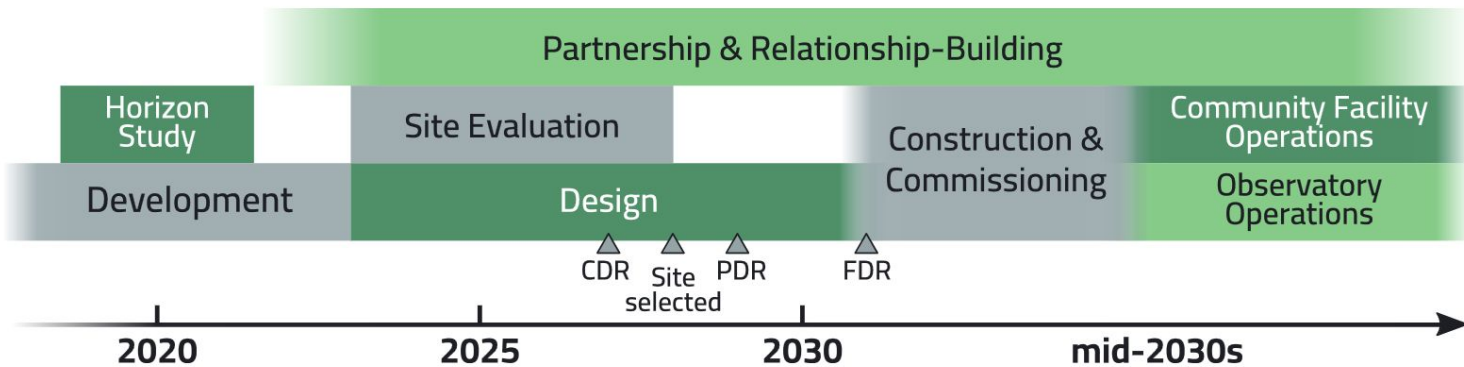 Partnership & Relationship-Building
Horizon
Study
Site Evaluation
Construction &
Commissioning
Community Facility
Operations
Development
Design
Observatory
Operations
CDR
Site
selected
PDR
FDR
2020
2025
2030
mid-2030s